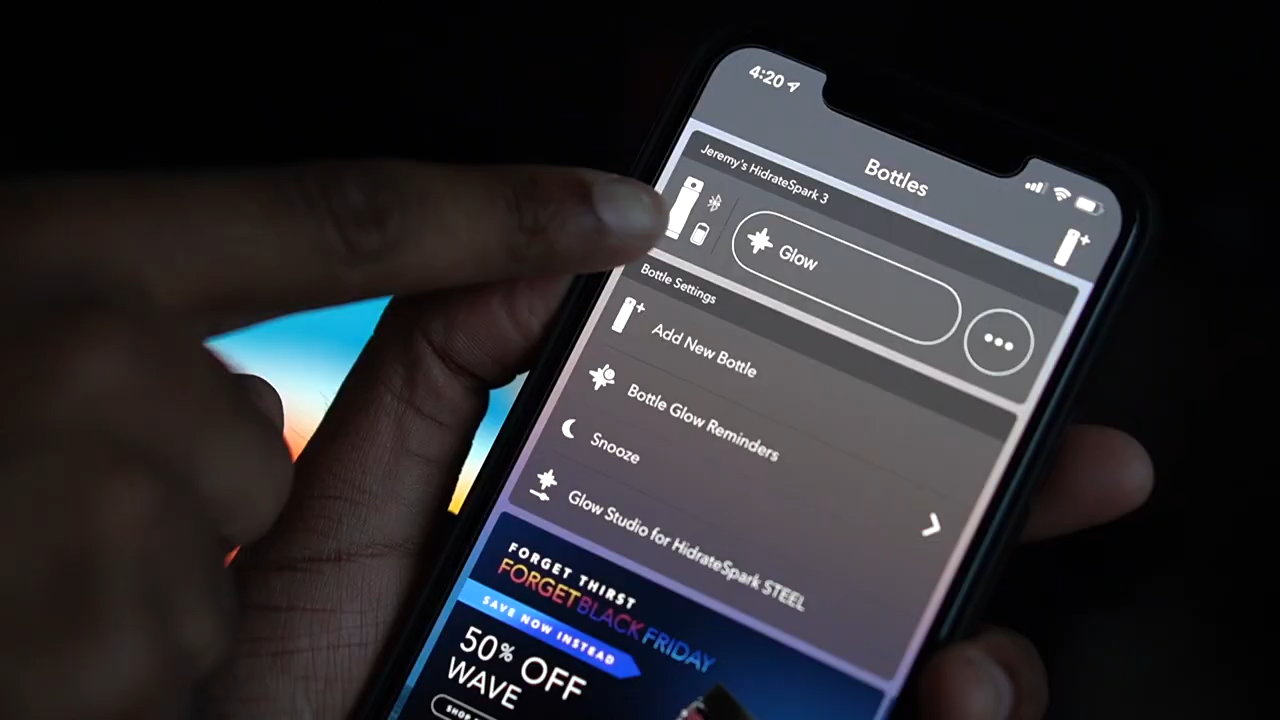 4:20
Bottles
Jeremy's HidrateSpark 3
Glow
Bottle Settings
Add New Bottle
Bottle Glow Reminders
Snooze
Glow Studio for HidrateSpark STEEL
FORGET THIRST
FORGET BLACK FRIDAY
SAVE NOW INSTEAD
50% OFF
WAVE
SHOP